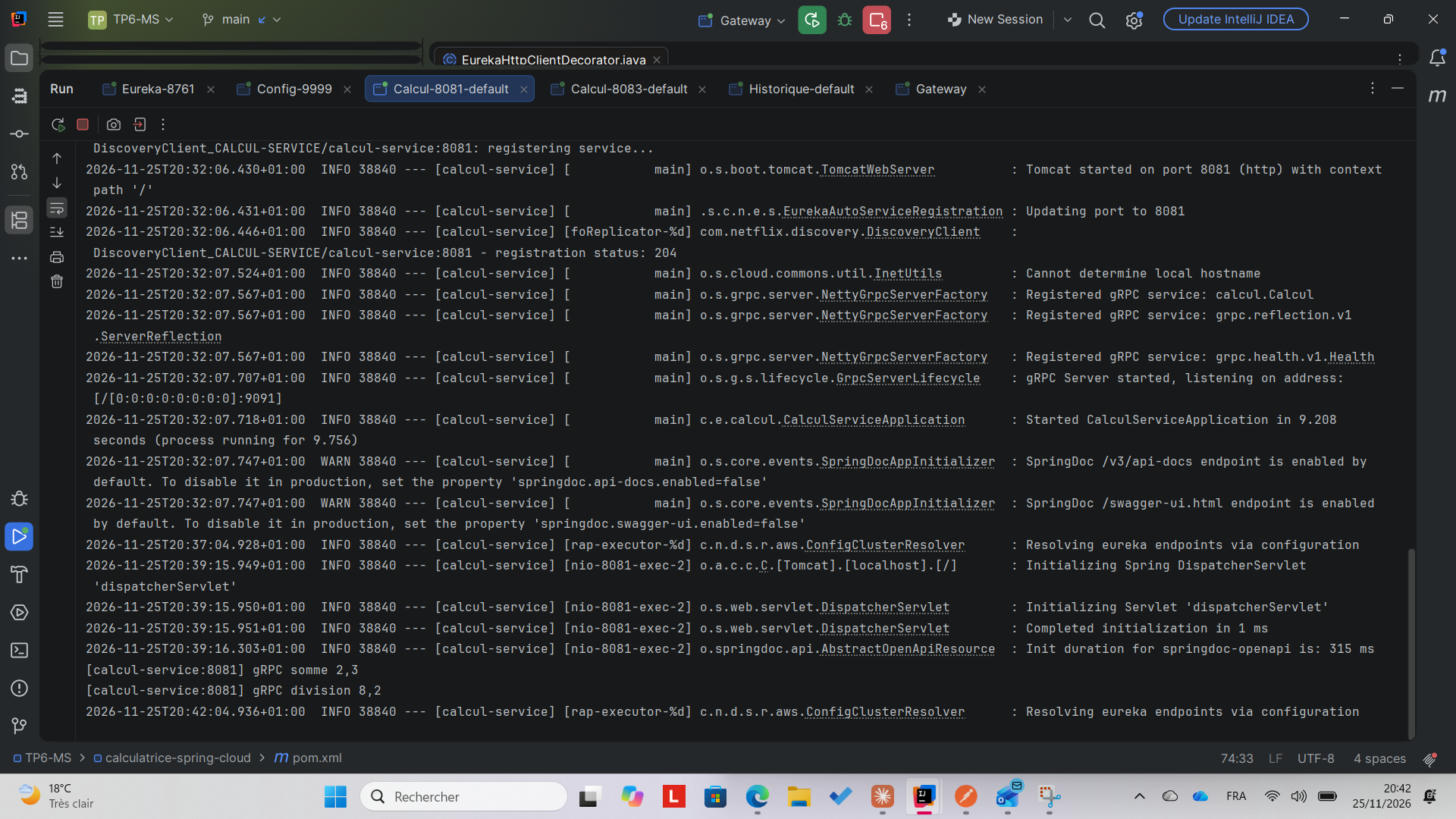 TP TP6-MS main Gateway 6 New Session Update IntelliJ IDEA
EurekaHttpClientDecorator.java
Run Eureka-8761 Config-9999 Calcul-8081-default Calcul-8083-default Historique-default Gateway
DiscoveryClient_CALCUL-SERVICE/calcul-service:8081: registering service...
2026-11-25T20:32:06.430+01:00  INFO 38840 --- [calcul-service] [           main] o.s.boot.tomcat.TomcatWebServer          : Tomcat started on port 8081 (http) with context
path '/'
2026-11-25T20:32:06.431+01:00  INFO 38840 --- [calcul-service] [           main] .s.c.n.e.s.EurekaAutoServiceRegistration : Updating port to 8081
2026-11-25T20:32:06.446+01:00  INFO 38840 --- [calcul-service] [foReplicator-%d] com.netflix.discovery.DiscoveryClient    :
DiscoveryClient_CALCUL-SERVICE/calcul-service:8081 - registration status: 204
2026-11-25T20:32:07.524+01:00  INFO 38840 --- [calcul-service] [           main] o.s.cloud.commons.util.InetUtils         : Cannot determine local hostname
2026-11-25T20:32:07.567+01:00  INFO 38840 --- [calcul-service] [           main] o.s.grpc.server.NettyGrpcServerFactory   : Registered gRPC service: calcul.Calcul
2026-11-25T20:32:07.567+01:00  INFO 38840 --- [calcul-service] [           main] o.s.grpc.server.NettyGrpcServerFactory   : Registered gRPC service: grpc.reflection.v1
.ServerReflection
2026-11-25T20:32:07.567+01:00  INFO 38840 --- [calcul-service] [           main] o.s.grpc.server.NettyGrpcServerFactory   : Registered gRPC service: grpc.health.v1.Health
2026-11-25T20:32:07.707+01:00  INFO 38840 --- [calcul-service] [           main] o.s.g.s.lifecycle.GrpcServerLifecycle    : gRPC Server started, listening on address:
[/[0:0:0:0:0:0:0:0]:9091]
2026-11-25T20:32:07.718+01:00  INFO 38840 --- [calcul-service] [           main] c.e.calcul.CalculServiceApplication      : Started CalculServiceApplication in 9.208
seconds (process running for 9.756)
2026-11-25T20:32:07.747+01:00  WARN 38840 --- [calcul-service] [           main] o.s.core.events.SpringDocAppInitializer  : SpringDoc /v3/api-docs endpoint is enabled by
default. To disable it in production, set the property 'springdoc.api-docs.enabled=false'
2026-11-25T20:32:07.747+01:00  WARN 38840 --- [calcul-service] [           main] o.s.core.events.SpringDocAppInitializer  : SpringDoc /swagger-ui.html endpoint is enabled
by default. To disable it in production, set the property 'springdoc.swagger-ui.enabled=false'
2026-11-25T20:37:04.928+01:00  INFO 38840 --- [calcul-service] [rap-executor-%d] c.n.d.s.r.aws.ConfigClusterResolver      : Resolving eureka endpoints via configuration
2026-11-25T20:39:15.949+01:00  INFO 38840 --- [calcul-service] [nio-8081-exec-2] o.a.c.c.C.[Tomcat].[localhost].[/]       : Initializing Spring DispatcherServlet
'dispatcherServlet'
2026-11-25T20:39:15.950+01:00  INFO 38840 --- [calcul-service] [nio-8081-exec-2] o.s.web.servlet.DispatcherServlet        : Initializing Servlet 'dispatcherServlet'
2026-11-25T20:39:15.951+01:00  INFO 38840 --- [calcul-service] [nio-8081-exec-2] o.s.web.servlet.DispatcherServlet        : Completed initialization in 1 ms
2026-11-25T20:39:16.303+01:00  INFO 38840 --- [calcul-service] [nio-8081-exec-2] o.springdoc.api.AbstractOpenApiResource  : Init duration for springdoc-openapi is: 315 ms
[calcul-service:8081] gRPC somme 2,3
[calcul-service:8081] gRPC division 8,2
2026-11-25T20:42:04.936+01:00  INFO 38840 --- [calcul-service] [rap-executor-%d] c.n.d.s.r.aws.ConfigClusterResolver      : Resolving eureka endpoints via configuration
TP6-MS > calculatrice-spring-cloud > m pom.xml 74:33 LF UTF-8 4 spaces
18°C
Très clair
Rechercher
FRA
20:42
25/11/2026